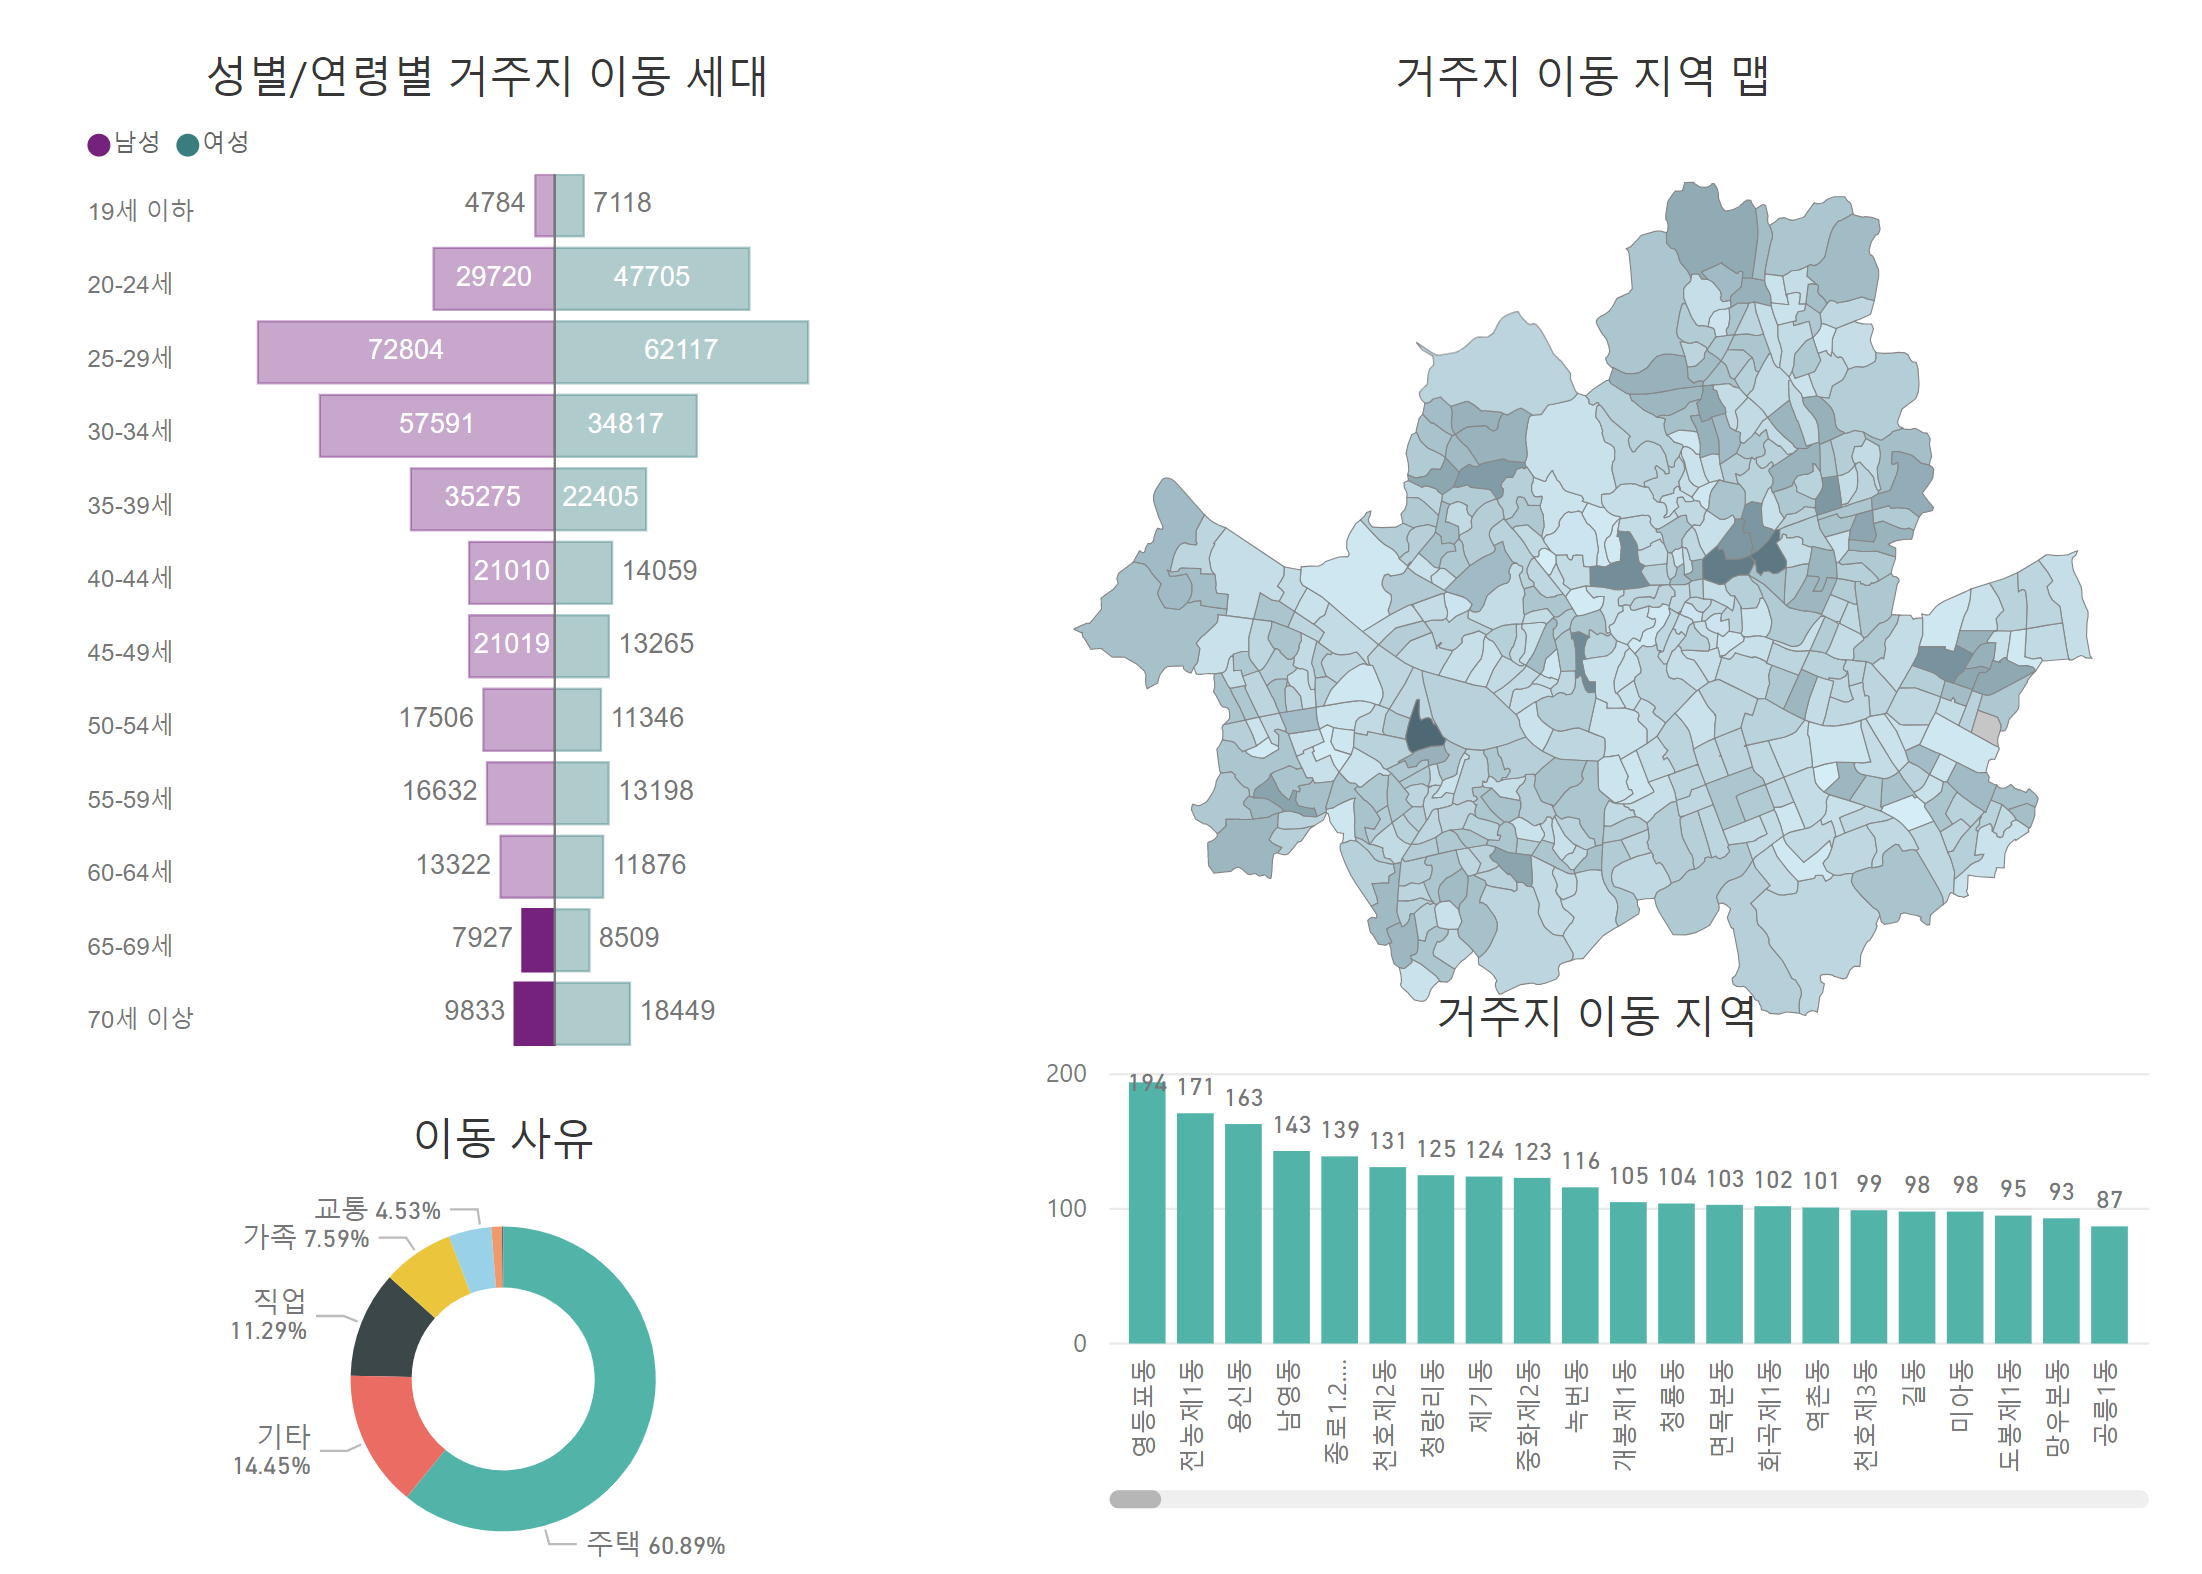 성별/연령별 거주지 이동 세대
남성 여성
19세 이하 4784 7118
20-24세 29720 47705
25-29세 72804 62117
30-34세 57591 34817
35-39세 35275 22405
40-44세 21010 14059
45-49세 21019 13265
50-54세 17506 11346
55-59세 16632 13198
60-64세 13322 11876
65-69세 7927 8509
70세 이상 9833 18449
이동 사유
교통 4.53%
가족 7.59%
직업
11.29%
기타
14.45%
주택 60.89%
거주지 이동 지역 맵
거주지 이동 지역
200
100
0
194 171 163 143 139 131 125 124 123 116 105 104 103 102 101 99 98 98 95 93 87
영등포동
전농제1동
용신동
남영동
종로1.2....
천호제2동
청량리동
제기동
중화제2동
녹번동
개봉제1동
청룡동
면목본동
화곡제1동
역촌동
천호제3동
길동
미아동
도봉제1동
망우본동
공릉1동